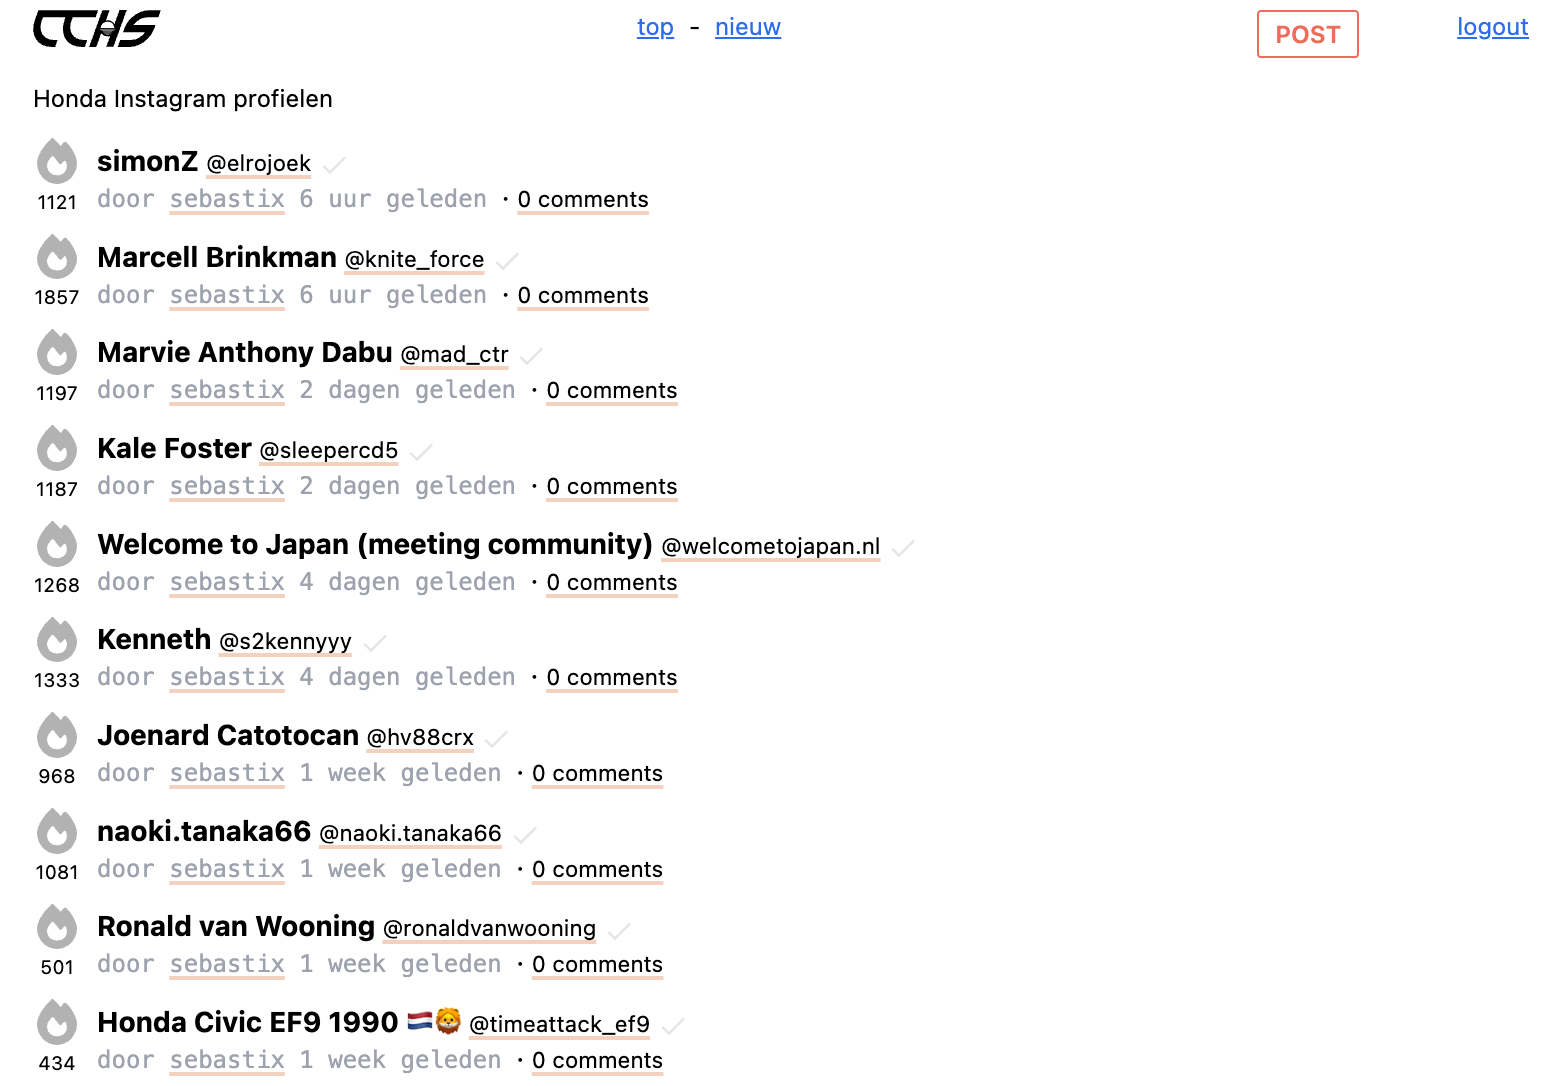 CCHS
top - nieuw
POST
logout
Honda Instagram profielen
simonZ @elrojoek
1121 door sebastix 6 uur geleden · 0 comments
Marcell Brinkman @knite_force
1857 door sebastix 6 uur geleden · 0 comments
Marvie Anthony Dabu @mad_ctr
1197 door sebastix 2 dagen geleden · 0 comments
Kale Foster @sleepercd5
1187 door sebastix 2 dagen geleden · 0 comments
Welcome to Japan (meeting community) @welcometojapan.nl
1268 door sebastix 4 dagen geleden · 0 comments
Kenneth @s2kennyyy
1333 door sebastix 4 dagen geleden · 0 comments
Joenard Catotocan @hv88crx
968 door sebastix 1 week geleden · 0 comments
naoki.tanaka66 @naoki.tanaka66
1081 door sebastix 1 week geleden · 0 comments
Ronald van Wooning @ronaldvanwooning
501 door sebastix 1 week geleden · 0 comments
Honda Civic EF9 1990 🇳🇱🦁 @timeattack_ef9
434 door sebastix 1 week geleden · 0 comments